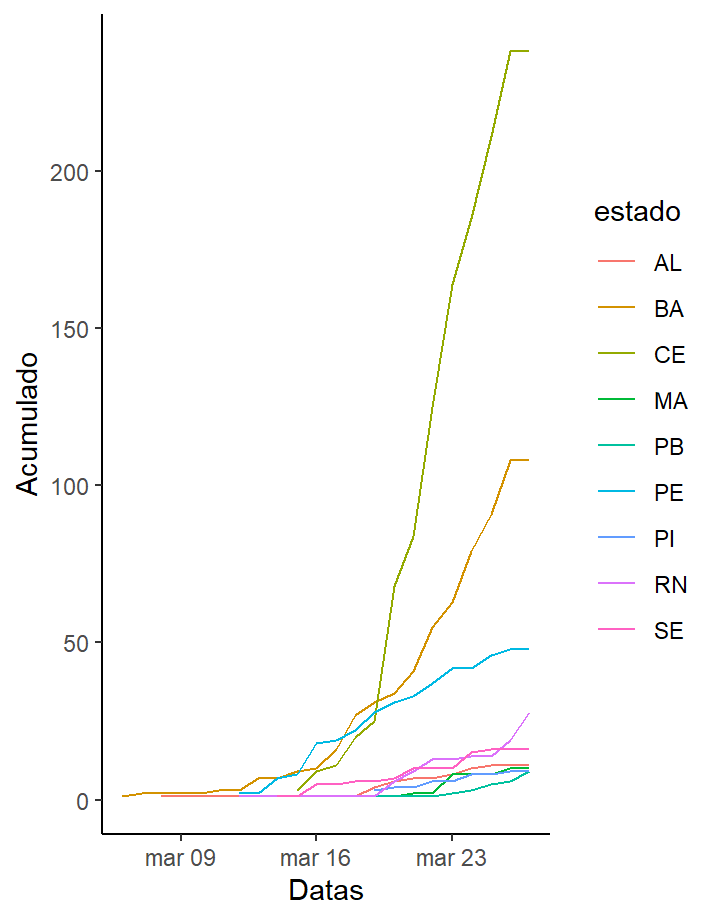 Acumulado
200
150
100
50
0
mar 09
mar 16
mar 23
Datas
estado
AL
BA
CE
MA
PB
PE
PI
RN
SE